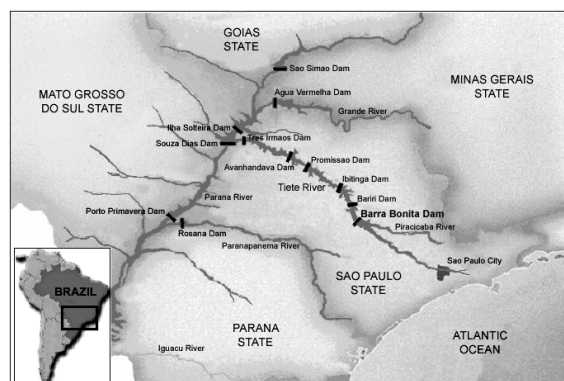 GOIAS
STATE
Sao Simao Dam
MATO GROSSO
DO SUL STATE
MINAS GERAIS
STATE
Agua Vermelha Dam
Grande River
Ilha Solteira Dam
Tres Irmaos Dam
Souza Dias Dam
Avanhandava Dam
Promissao Dam
Tiete River
Ibitinga Dam
Parana River
Bariri Dam
Porto Primavera Dam
Barra Bonita Dam
Piracicaba River
Rosana Dam
Paranapanema River
Sao Paulo City
SAO PAULO
STATE
BRAZIL
PARANA
STATE
ATLANTIC
OCEAN
Iguacu River